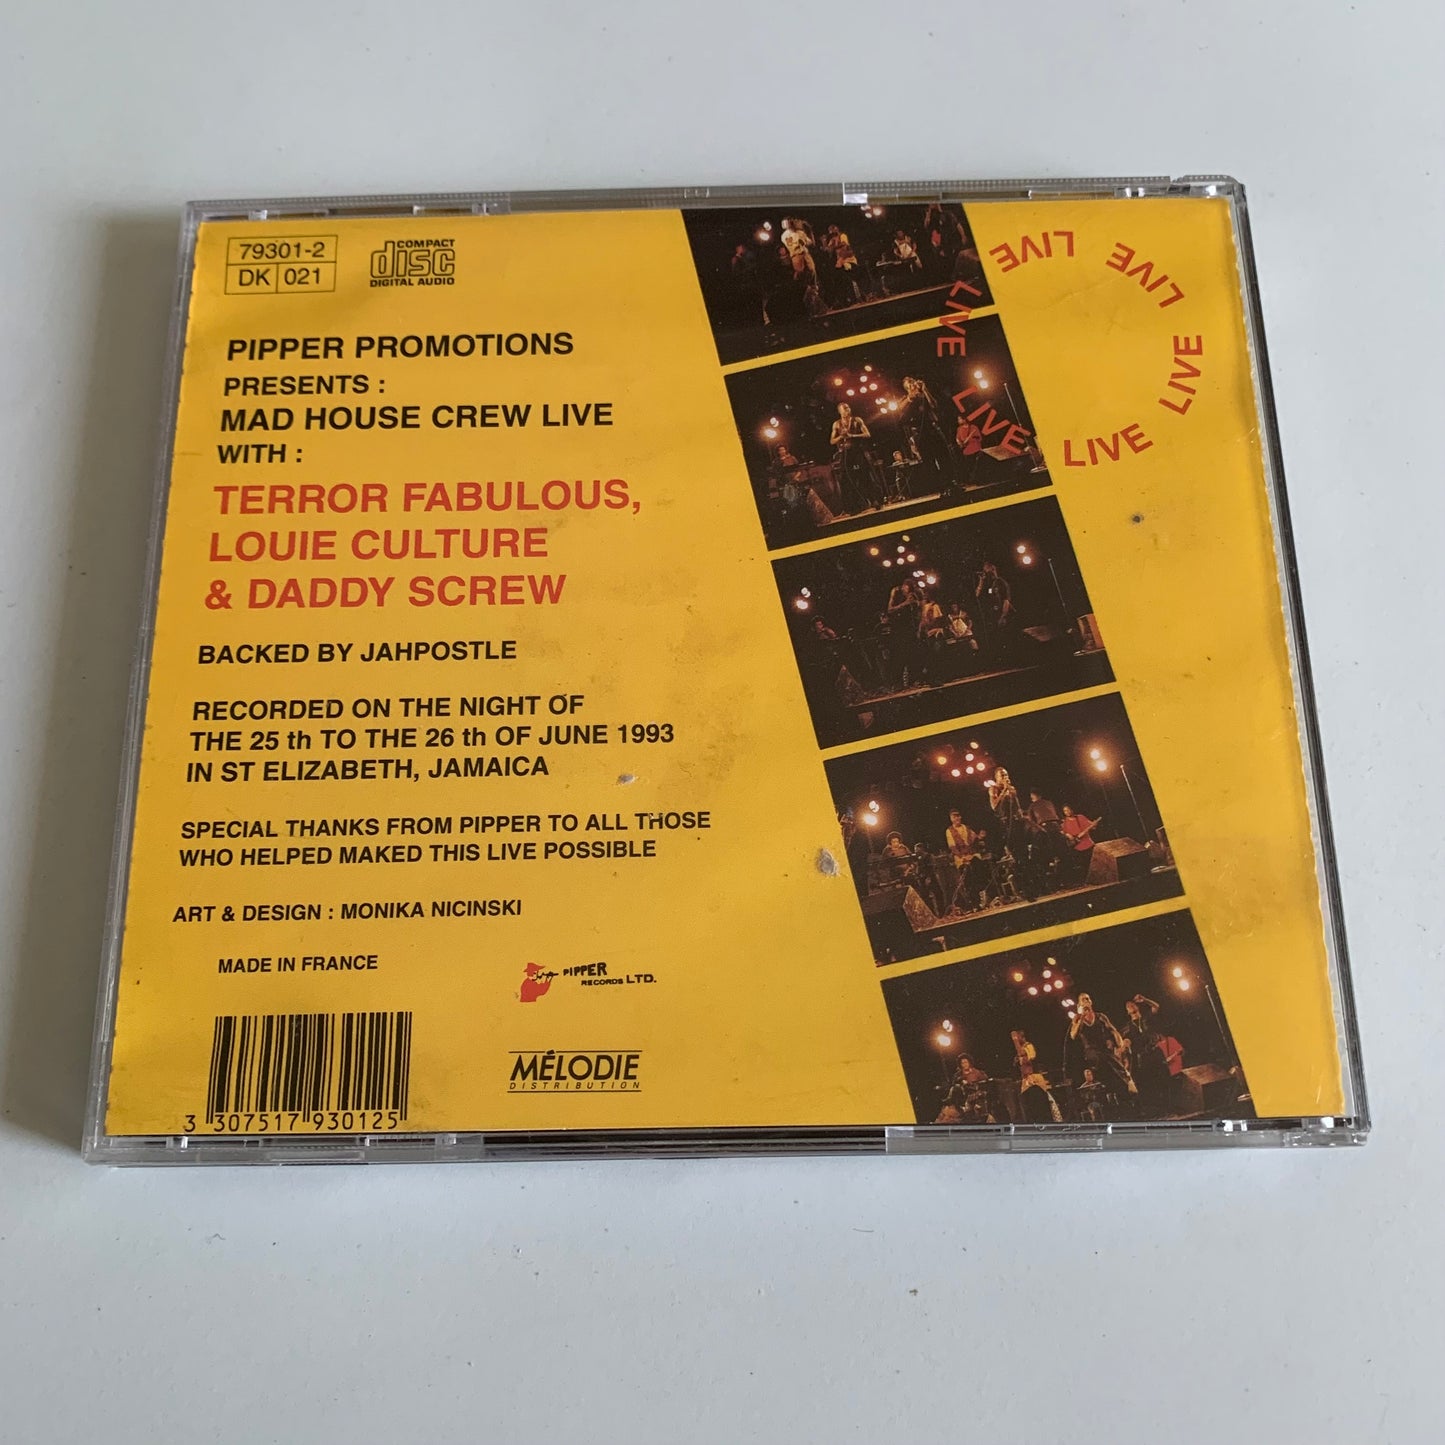 79301-2
DK 021
COMPACT
disc
DIGITAL AUDIO
PIPPER PROMOTIONS
PRESENTS :
MAD HOUSE CREW LIVE
WITH :
TERROR FABULOUS,
LOUIE CULTURE
& DADDY SCREW
BACKED BY JAHPOSTLE
RECORDED ON THE NIGHT OF
THE 25 th TO THE 26 th OF JUNE 1993
IN ST ELIZABETH, JAMAICA
SPECIAL THANKS FROM PIPPER TO ALL THOSE
WHO HELPED MAKED THIS LIVE POSSIBLE
ART & DESIGN : MONIKA NICINSKI
MADE IN FRANCE
PIPPER
RECORDS LTD.
MÉLODIE
DISTRIBUTION
3 307517 930125
LIVE LIVE LIVE LIVE LIVE LIVE LIVE LIVE